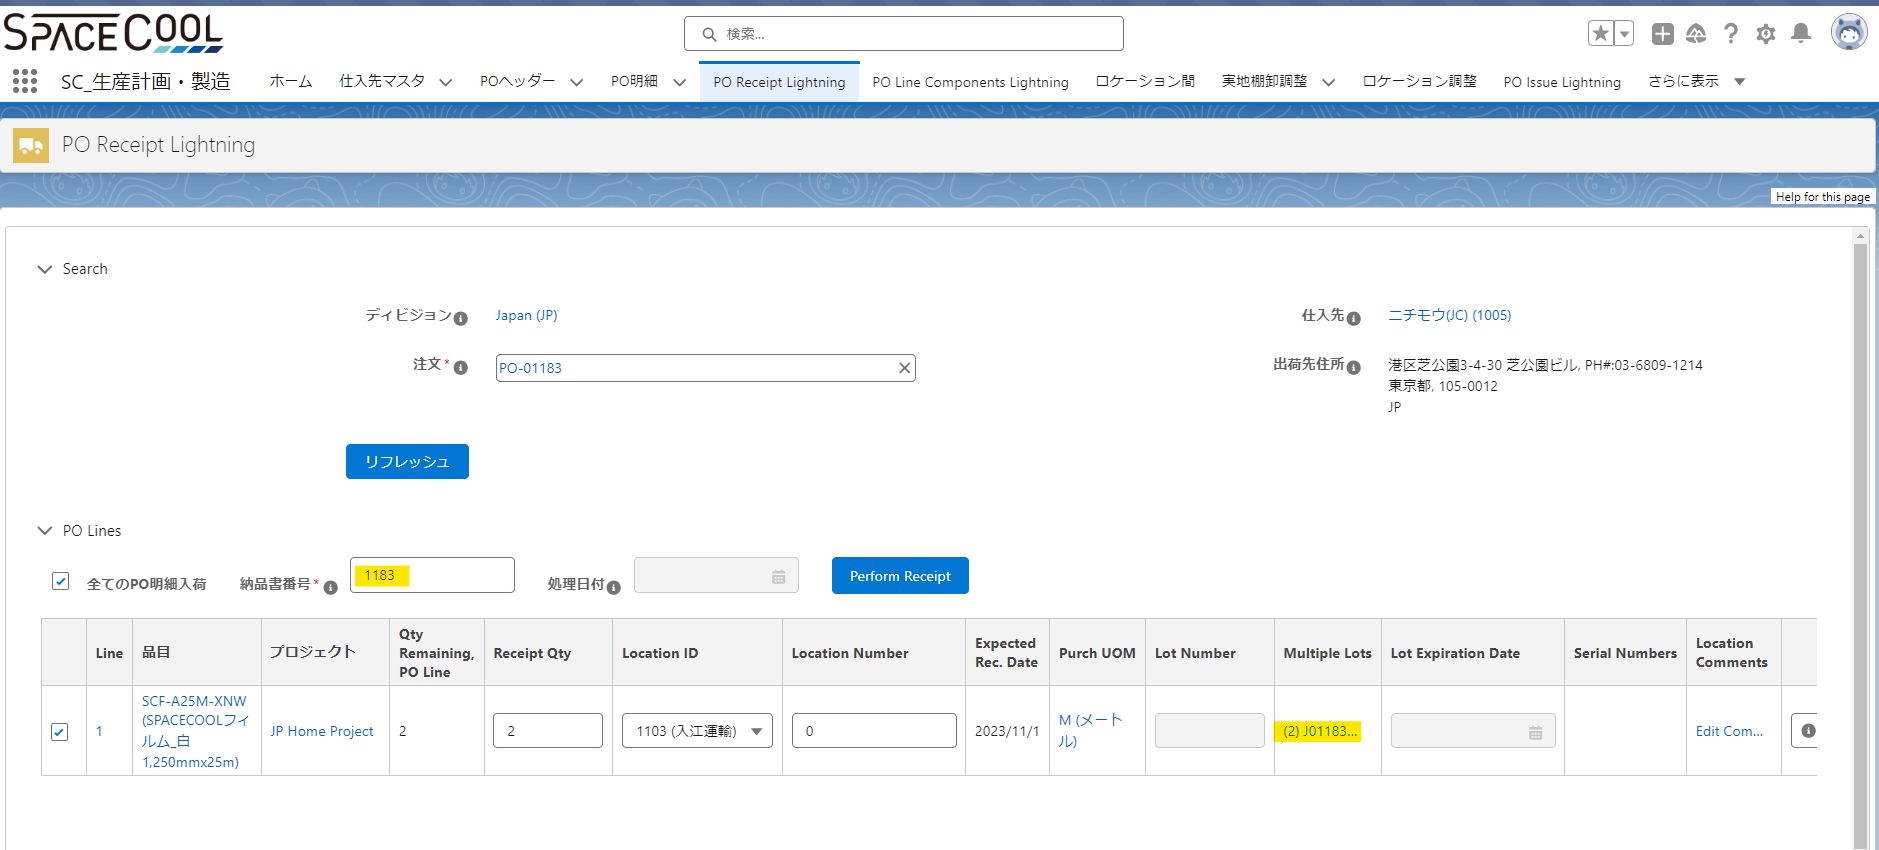 SPACECOOL
検索...
SC_生産計画・製造
ホーム
仕入先マスタ
POヘッダー
PO明細
PO Receipt Lightning
PO Line Components Lightning
ロケーション間
実地棚卸調整
ロケーション調整
PO Issue Lightning
さらに表示
PO Receipt Lightning
Help for this page
Search
ディビジョン
Japan (JP)
仕入先
ニチモウ(JC) (1005)
注文*
PO-01183
出荷先住所
港区芝公園3-4-30 芝公園ビル, PH#:03-6809-1214
東京都, 105-0012
JP
リフレッシュ
PO Lines
全てのPO明細入荷
納品書番号*
1183
処理日付
Perform Receipt
Line
品目
プロジェクト
Qty
Remaining,
PO Line
Receipt Qty
Location ID
Location Number
Expected
Rec. Date
Purch UOM
Lot Number
Multiple Lots
Lot Expiration Date
Serial Numbers
Location
Comments
1
SCF-A25M-XNW
(SPACECOOLフィ
ルム_白
1,250mmx25m)
JP Home Project
2
2
1103 (入江運輸)
0
2023/11/1
M (メート
ル)
(2) J01183...
Edit Com...